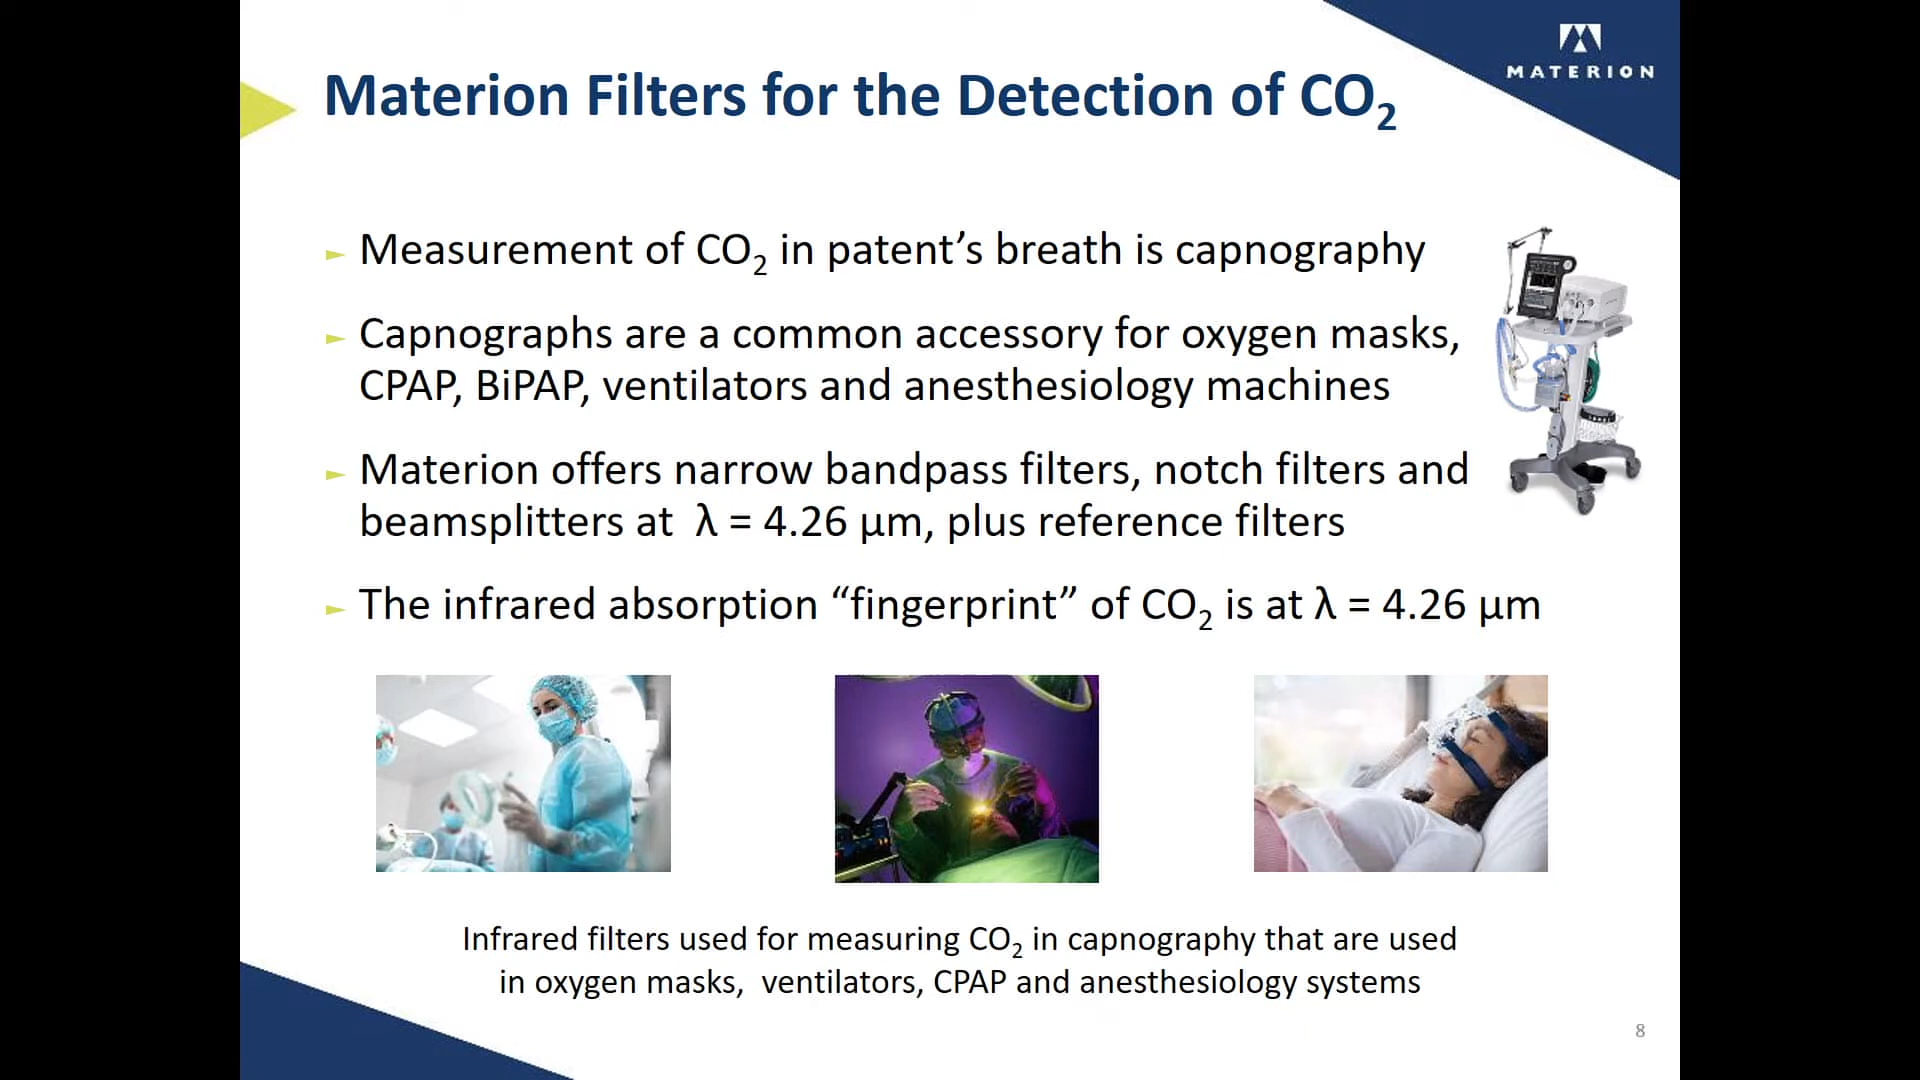 MATERION
Materion Filters for the Detection of CO₂
Measurement of CO₂ in patent’s breath is capnography
Capnographs are a common accessory for oxygen masks,
CPAP, BiPAP, ventilators and anesthesiology machines
Materion offers narrow bandpass filters, notch filters and
beamsplitters at λ = 4.26 µm, plus reference filters
The infrared absorption “fingerprint” of CO₂ is at λ = 4.26 µm
Infrared filters used for measuring CO₂ in capnography that are used
in oxygen masks, ventilators, CPAP and anesthesiology systems
8